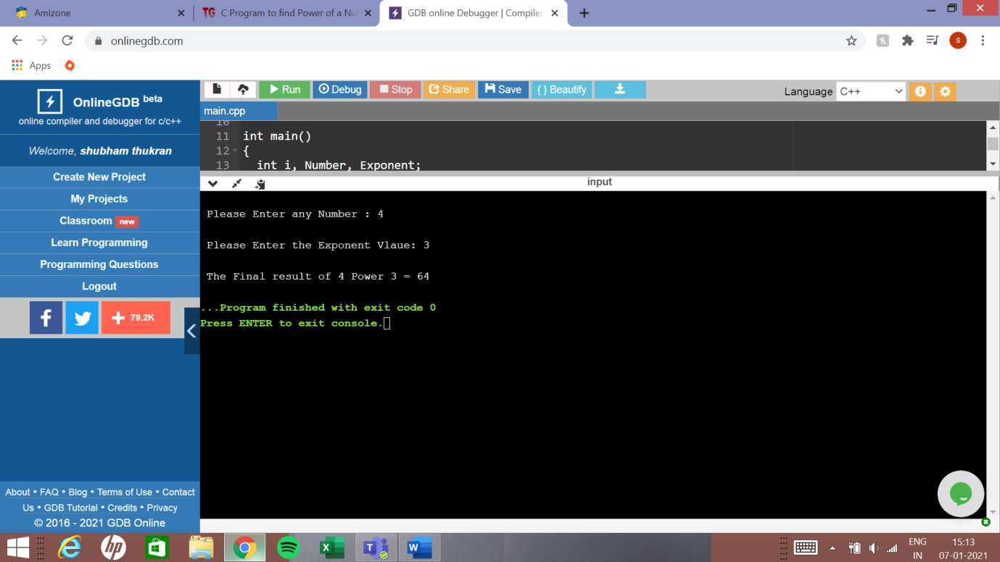 Amizone
TG C Program to find Power of a Nu
GDB online Debugger | Compiler
onlinegdb.com
S
Apps
OnlineGDB beta
online compiler and debugger for c/c++
Welcome, shubham thukran
Create New Project
My Projects
Classroom new
Learn Programming
Programming Questions
Logout
f
79.2K
About • FAQ • Blog • Terms of Use • Contact
Us • GDB Tutorial • Credits • Privacy
© 2016 - 2021 GDB Online
Run Debug Stop Share Save { } Beautify
Language C++
main.cpp
10
11 int main()
12 {
13 int i, Number, Exponent;
input
Please Enter any Number : 4
Please Enter the Exponent Vlaue: 3
The Final result of 4 Power 3 = 64
...Program finished with exit code 0
Press ENTER to exit console.
hp
X
T
W
ENG
IN
15:13
07-01-2021